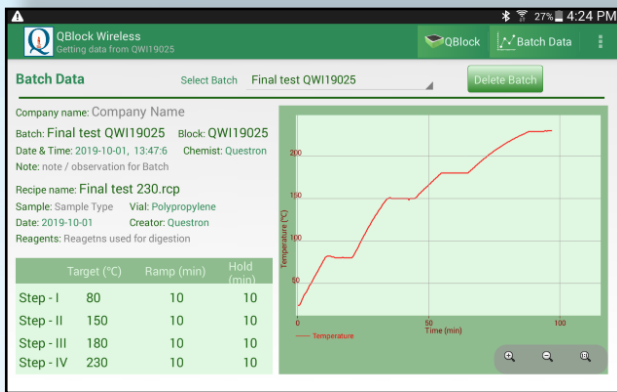 27% 4:24 PM
QBlock Wireless
Getting data from QWI19025
QBlock
Batch Data
Batch Data
Select Batch Final test QWI19025
Delete Batch
Company name: Company Name
Batch: Final test QWI19025 Block: QWI19025
Date & Time: 2019-10-01, 13:47:6 Chemist: Questron
Note: note / observation for Batch
Recipe name: Final test 230.rcp
Sample: Sample Type Vial: Polypropylene
Date: 2019-10-01 Creator: Questron
Reagents: Reagetns used for digestion
Target (°C) Ramp (min) Hold (min)
Step - I 80 10 10
Step - II 150 10 10
Step - III 180 10 10
Step - IV 230 10 10
Temperature (°C)
200
150
100
50
0 50 100
Time (min)
Temperature